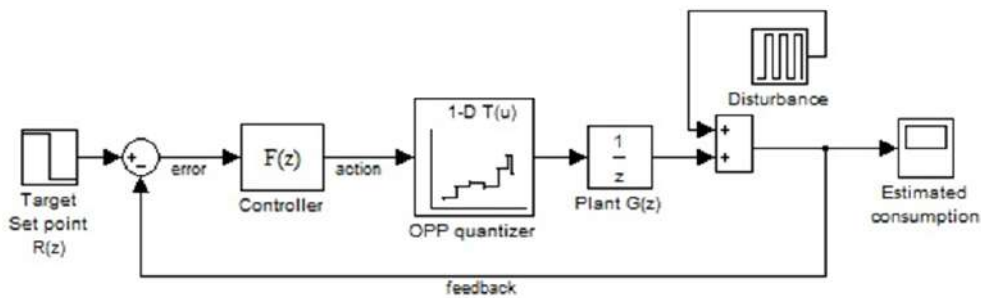 1-D T(u)
Disturbance
+
+
+
−
error
F(z)
action
1
z
Target
Set point
R(z)
Controller
OPP quantizer
Plant G(z)
Estimated
consumption
feedback